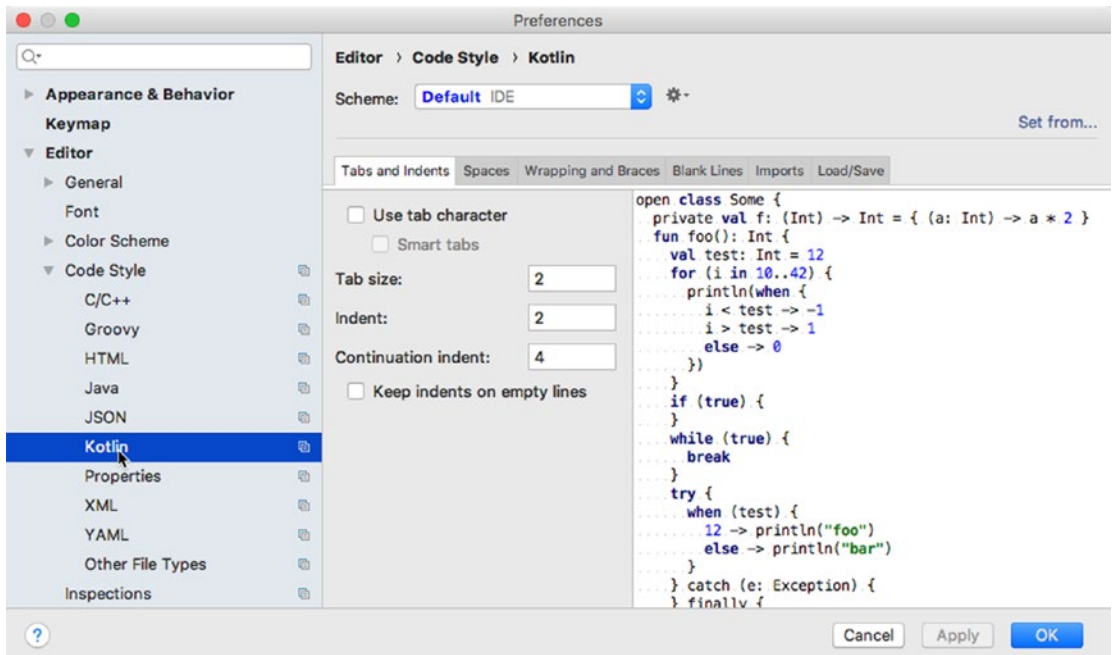 Preferences
Appearance & Behavior
Keymap
Editor
General
Font
Color Scheme
Code Style
C/C++
Groovy
HTML
Java
JSON
Kotlin
Properties
XML
YAML
Other File Types
Inspections
Editor > Code Style > Kotlin
Scheme: Default IDE
Set from...
Tabs and Indents Spaces Wrapping and Braces Blank Lines Imports Load/Save
Use tab character
Smart tabs
Tab size: 2
Indent: 2
Continuation indent: 4
Keep indents on empty lines
open class Some {
  private val f: (Int) -> Int = { (a: Int) -> a * 2 }
  fun foo(): Int {
    val test: Int = 12
    for (i in 10..42) {
      println(when {
        i < test -> -1
        i > test -> 1
        else -> 0
      })
    }
    if (true) {
    }
    while (true) {
      break
    }
    try {
      when (test) {
        12 -> println("foo")
        else -> println("bar")
      }
    } catch (e: Exception) {
    } finally {
?
Cancel Apply OK